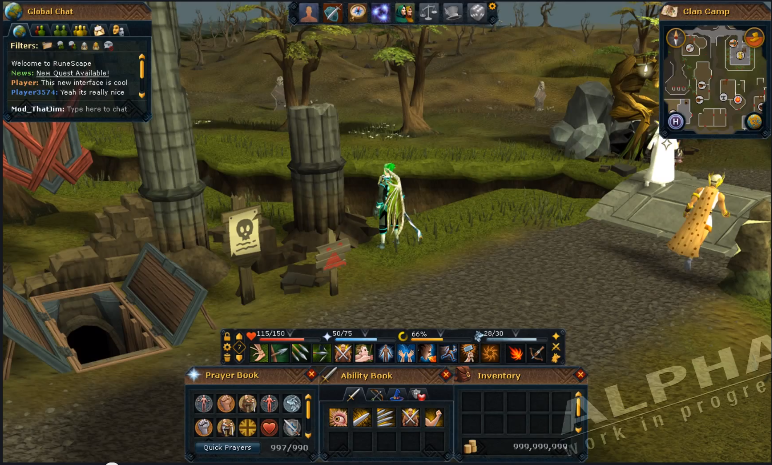 Global Chat
Filters:
Welcome to RuneScape
News: New Quest Available!
Player: This new interface is cool
Player3574: Yeah its really nice
Mod_ThatJim: Type here to chat
Clan Camp
H
115/150
50/75
66%
28/30
?
Prayer Book
Ability Book
Inventory
Quick Prayers
997/990
999,999,999
ALPHA
work in progre